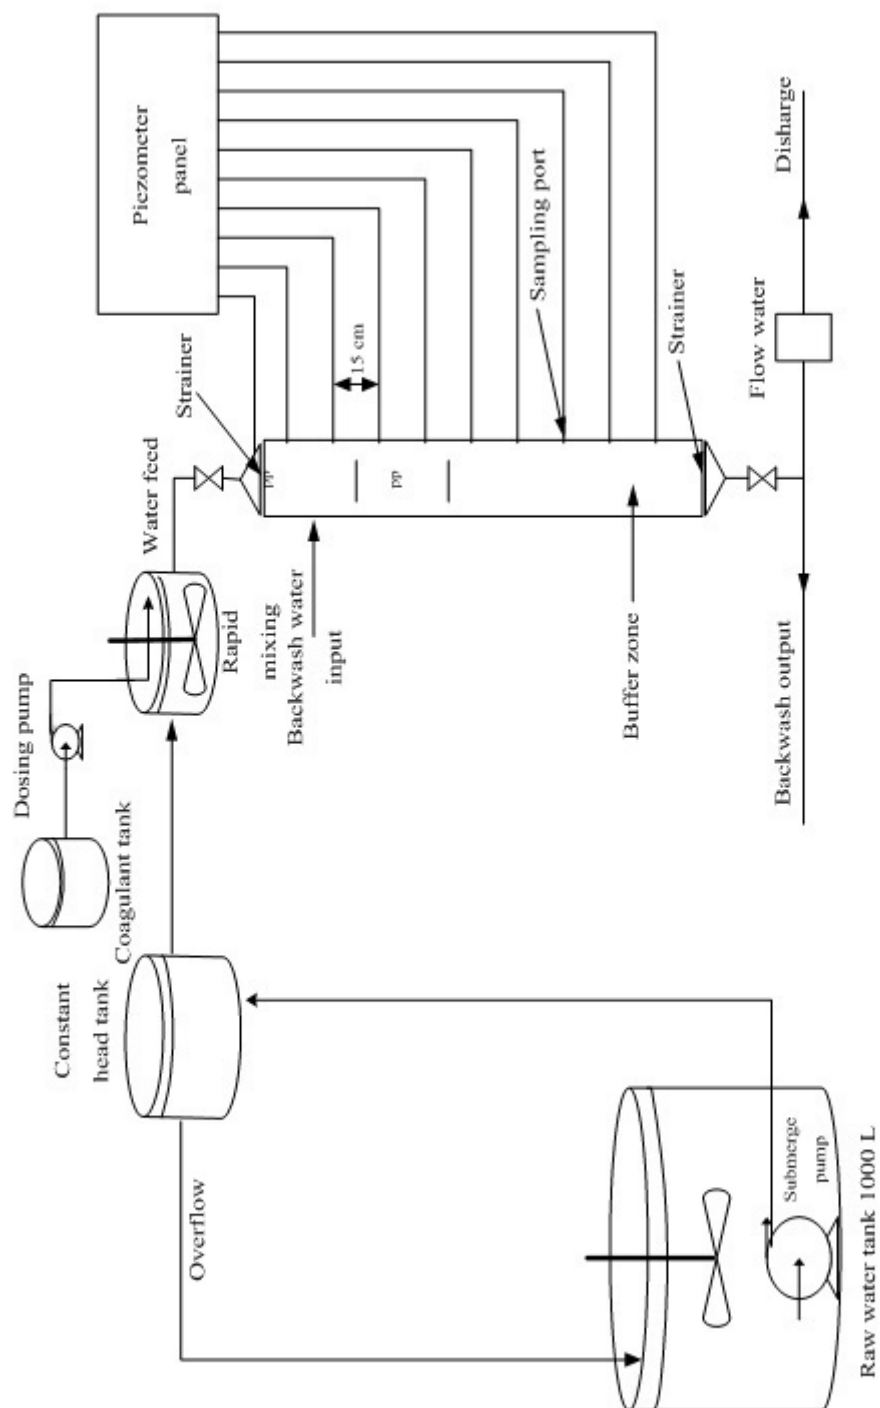 Piezometer
panel
Strainer
15 cm
Sampling port
Strainer
Disharge
Flow water
Water feed
Rapid
mixing
Backwash water
input
PP
PP
Buffer zone
Backwash output
Dosing pump
Coagulant tank
Constant
head tank
Overflow
Submerge
pump
Raw water tank 1000 L